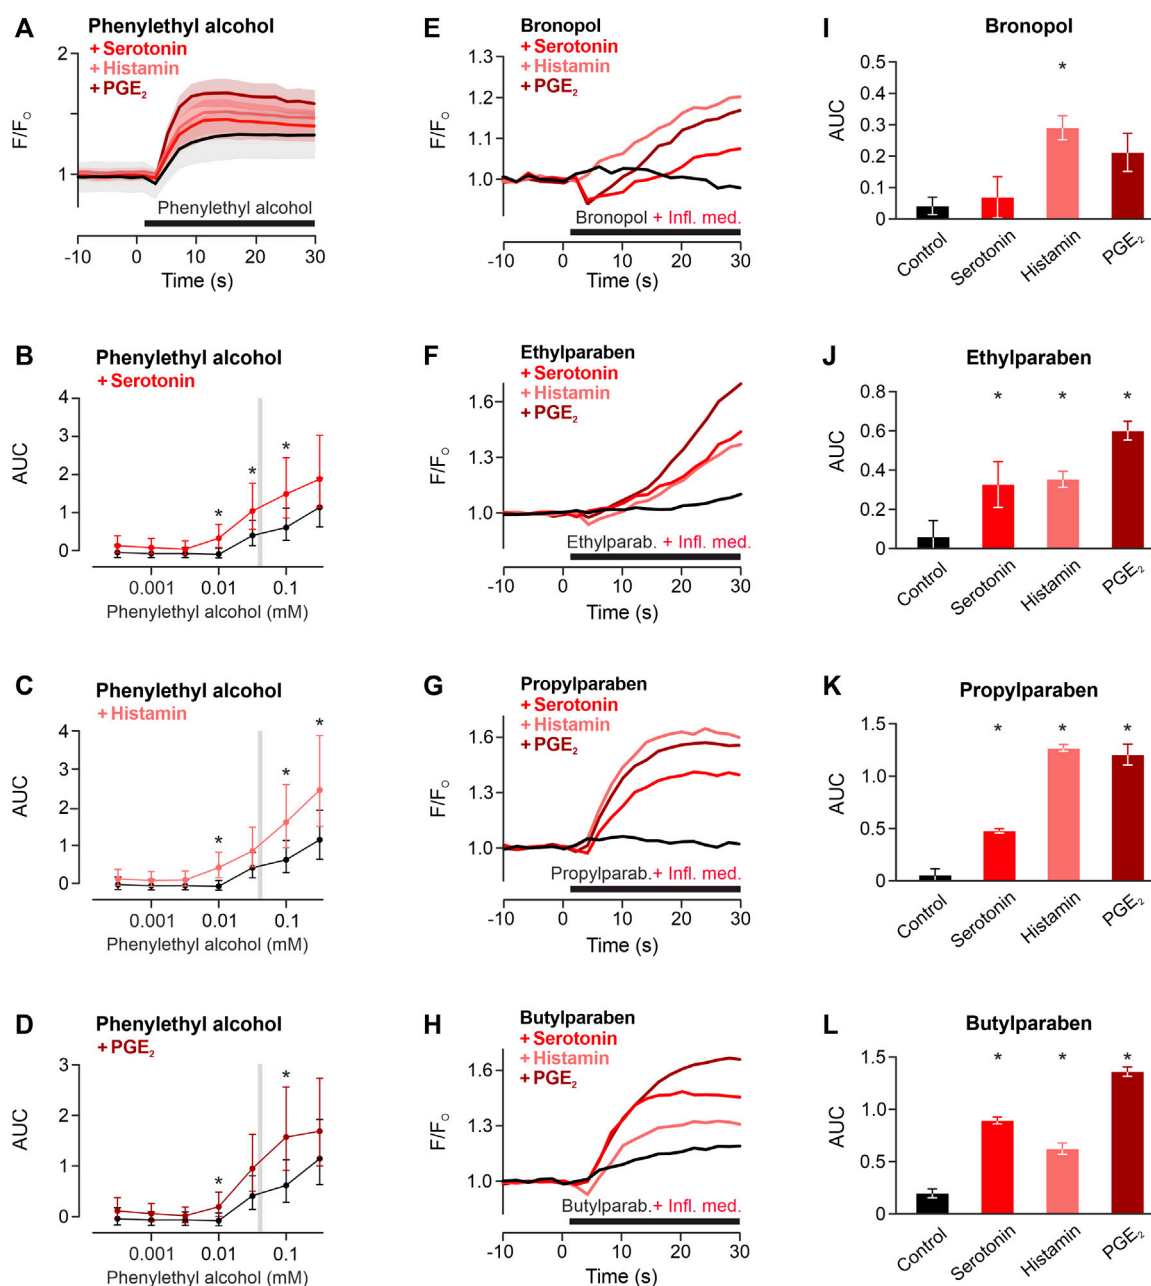 A
Phenylethyl alcohol
+ Serotonin
+ Histamin
+ PGE₂
2
1
F/F₀
Phenylethyl alcohol
-10 0 10 20 30
Time (s)
E
Bronopol
+ Serotonin
+ Histamin
+ PGE₂
1.3
1.2
1.1
1.0
F/F₀
Bronopol + Infl. med.
-10 0 10 20 30
Time (s)
I
Bronopol
0.5
0.4
0.3
0.2
0.1
0
AUC
*
Control Serotonin Histamin PGE₂
B
Phenylethyl alcohol
+ Serotonin
4
3
2
1
0
AUC
* * *
0.001 0.01 0.1
Phenylethyl alcohol (mM)
F
Ethylparaben
+ Serotonin
+ Histamin
+ PGE₂
1.6
1.3
1.0
F/F₀
Ethylparab. + Infl. med.
-10 0 10 20 30
Time (s)
J
Ethylparaben
0.8
0.6
0.4
0.2
0
AUC
* * *
Control Serotonin Histamin PGE₂
C
Phenylethyl alcohol
+ Histamin
4
3
2
1
0
AUC
* * *
0.001 0.01 0.1
Phenylethyl alcohol (mM)
G
Propylparaben
+ Serotonin
+ Histamin
+ PGE₂
1.6
1.3
1.0
F/F₀
Propylparab. + Infl. med.
-10 0 10 20 30
Time (s)
K
Propylparaben
1.5
1.0
0.5
0
AUC
* * *
Control Serotonin Histamin PGE₂
D
Phenylethyl alcohol
+ PGE₂
3
2
1
0
AUC
* *
0.001 0.01 0.1
Phenylethyl alcohol (mM)
H
Butylparaben
+ Serotonin
+ Histamin
+ PGE₂
1.6
1.3
1.0
F/F₀
Butylparab. + Infl. med.
-10 0 10 20 30
Time (s)
L
Butylparaben
1.5
1.0
0.5
0
AUC
* * *
Control Serotonin Histamin PGE₂